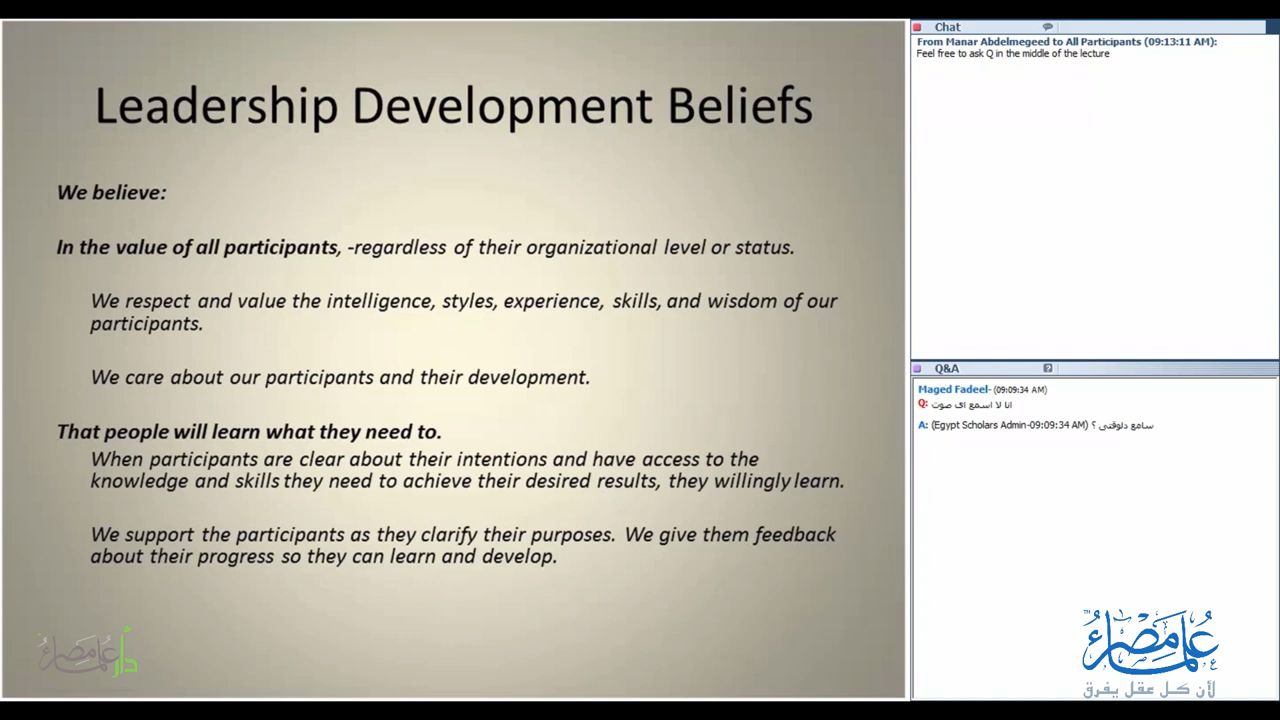 Leadership Development Beliefs
We believe:
In the value of all participants, -regardless of their organizational level or status.
We respect and value the intelligence, styles, experience, skills, and wisdom of our
participants.
We care about our participants and their development.
That people will learn what they need to.
When participants are clear about their intentions and have access to the
knowledge and skills they need to achieve their desired results, they willingly learn.
We support the participants as they clarify their purposes. We give them feedback
about their progress so they can learn and develop.
دار علماء مصر
Chat
From Manar Abdelmegeed to All Participants (09:13:11 AM):
Feel free to ask Q in the middle of the lecture
Q&A
Maged Fadeel- (09:09:34 AM)
Q: انا لا اسمع اى صوت
A: (Egypt Scholars Admin-09:09:34 AM) سامع دلوقتى ؟
علماء مصر
لأن كل عقل يفرق